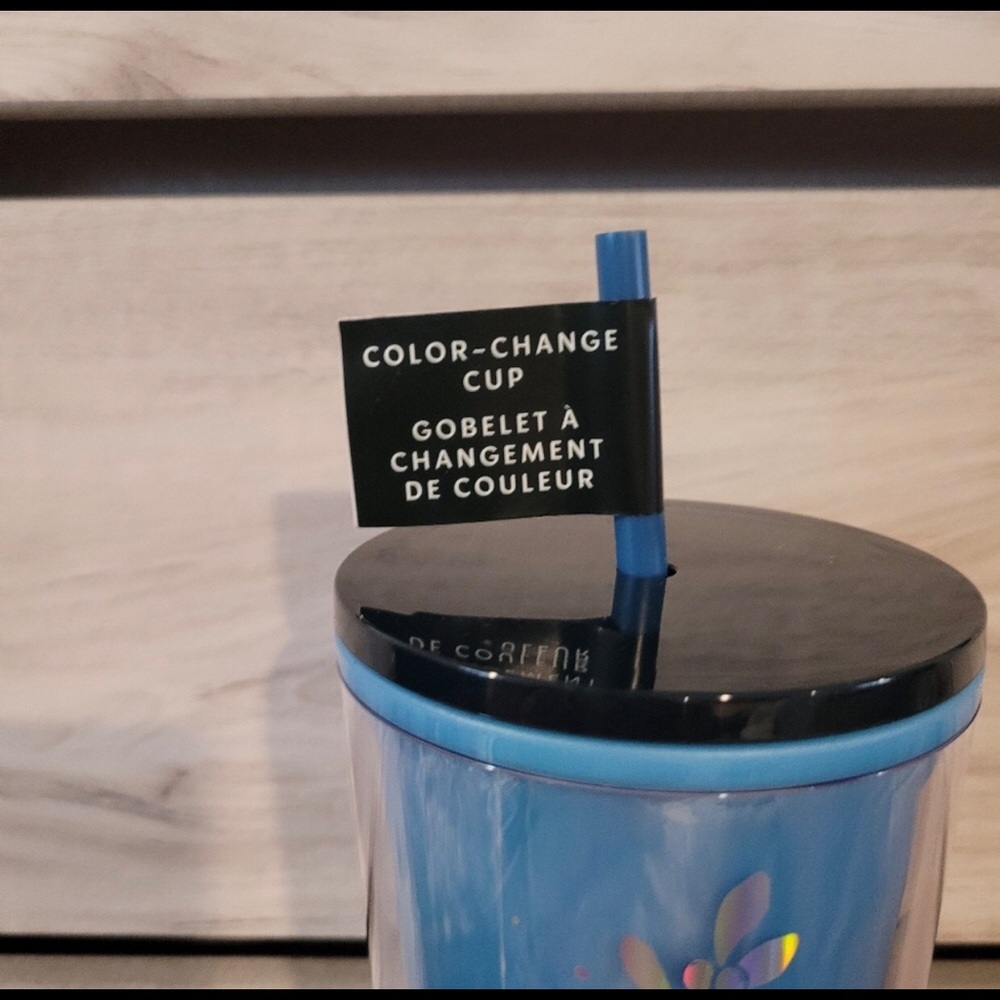 COLOR-CHANGE
CUP
GOBELET À
CHANGEMENT
DE COULEUR